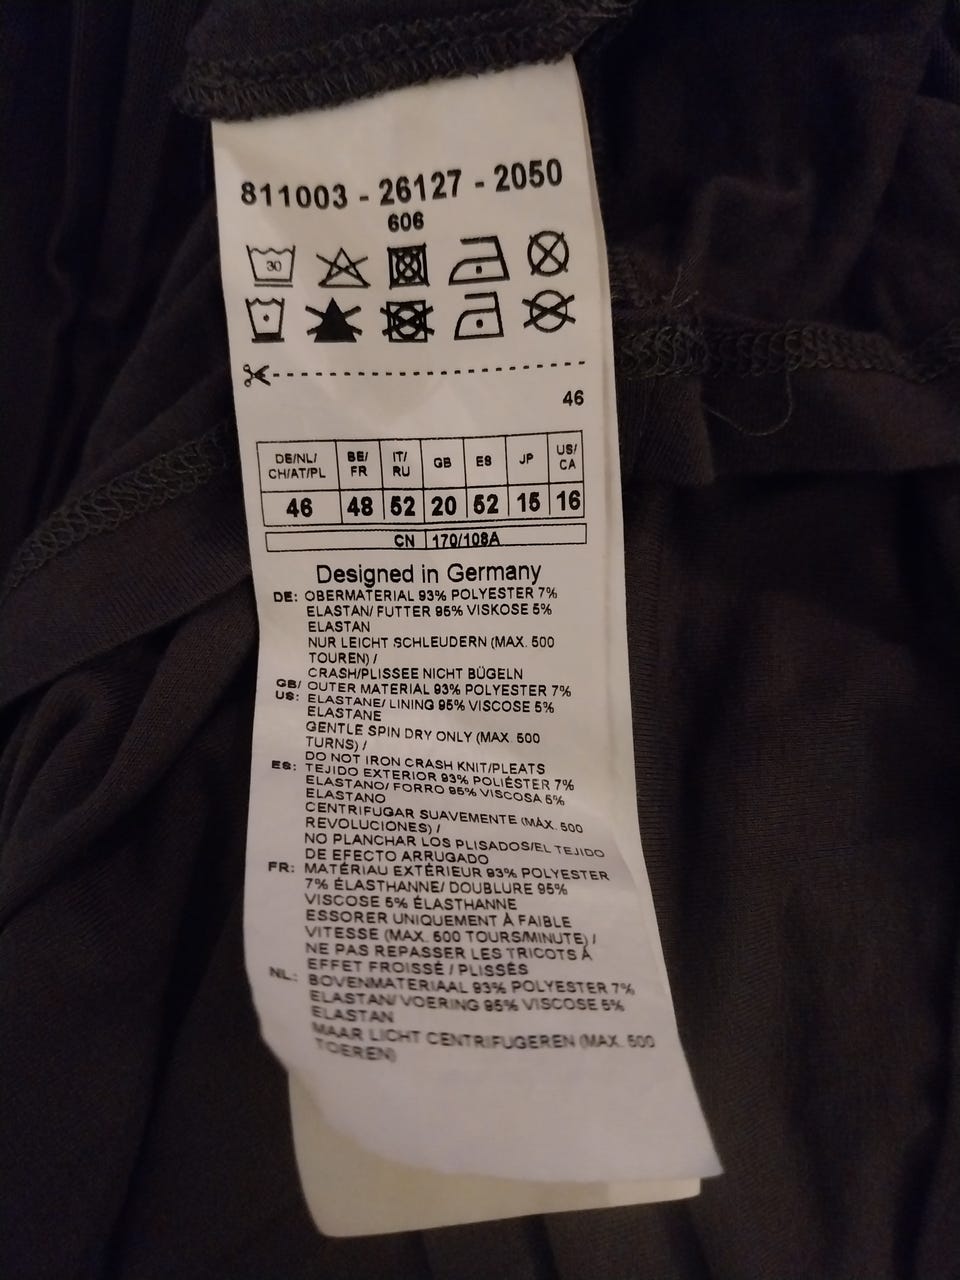 811003 - 26127 - 2050
606
30
46
DE/NL/ CH/AT/PL BE/ FR IT/ RU GB ES JP US/ CA
46 48 52 20 52 15 16
CN 170/108A
Designed in Germany
DE: OBERMATERIAL 93% POLYESTER 7%
ELASTAN/ FUTTER 95% VISKOSE 5%
ELASTAN
NUR LEICHT SCHLEUDERN (MAX. 500
TOUREN) /
CRASH/PLISSEE NICHT BÜGELN
GB/ US: OUTER MATERIAL 93% POLYESTER 7%
ELASTANE/ LINING 95% VISCOSE 5%
ELASTANE
GENTLE SPIN DRY ONLY (MAX. 500
TURNS) /
DO NOT IRON CRASH KNIT/PLEATS
ES: TEJIDO EXTERIOR 93% POLIÉSTER 7%
ELASTANO/ FORRO 95% VISCOSA 5%
ELASTANO
CENTRIFUGAR SUAVEMENTE (MÁX. 500
REVOLUCIONES) /
NO PLANCHAR LOS PLISADOS/EL TEJIDO
DE EFECTO ARRUGADO
FR: MATÉRIAU EXTÉRIEUR 93% POLYESTER
7% ÉLASTHANNE/ DOUBLURE 95%
VISCOSE 5% ÉLASTHANNE
ESSORER UNIQUEMENT À FAIBLE
VITESSE (MAX. 500 TOURS/MINUTE) /
NE PAS REPASSER LES TRICOTS À
EFFET FROISSÉ / PLISSÉS
NL: BOVENMATERIAAL 93% POLYESTER 7%
ELASTAN/ VOERING 95% VISCOSE 5%
ELASTAN
MAAR LICHT CENTRIFUGEREN (MAX. 500
TOEREN)